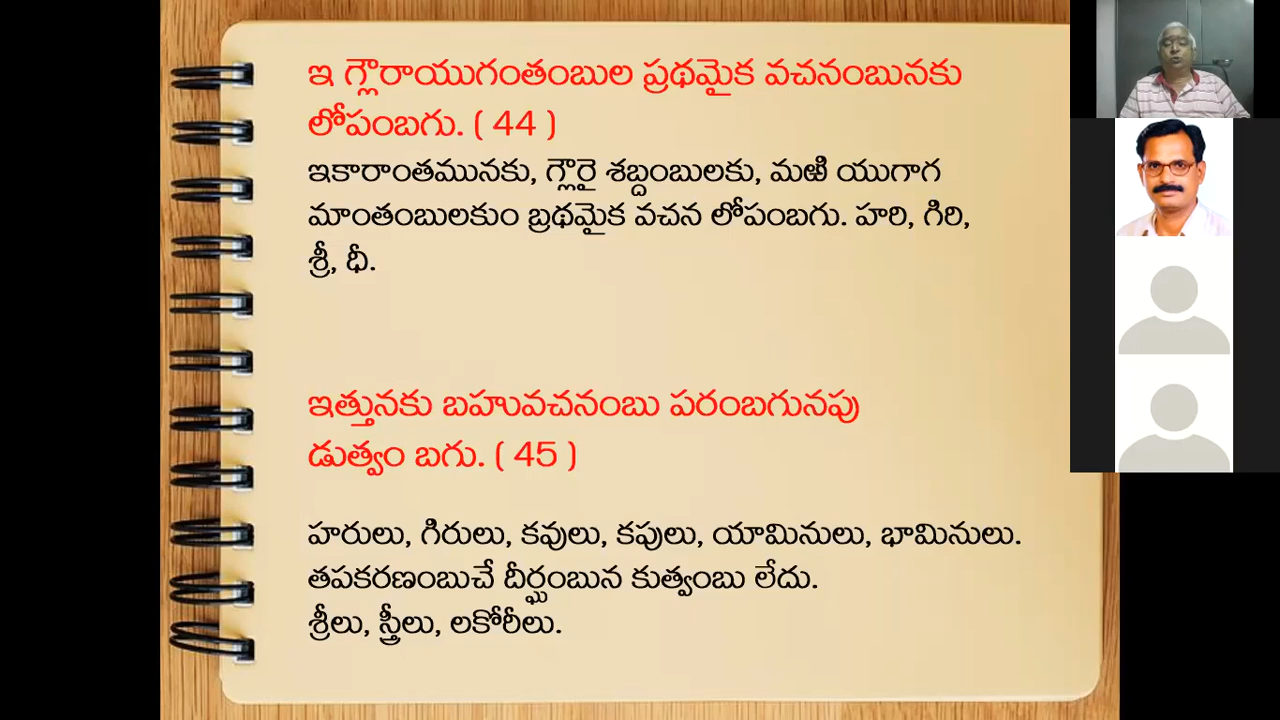 ఇ గ్లౌరాయుగంతంబుల ప్రథమైక వచనంబునకు
లోపంబగు. ( 44 )
ఇకారాంతమునకు, గ్లౌరై శబ్దంబులకు, మఱి యుగాగ
మాంతంబులకుం బ్రథమైక వచన లోపంబగు. హరి, గిరి,
శ్రీ, ధీ.
ఇత్తునకు బహువచనంబు పరంబగునపు
డుత్వం బగు. ( 45 )
హరులు, గిరులు, కవులు, కపులు, యామినులు, భామినులు.
తపకరణంబుచే దీర్ఘంబున కుత్వంబు లేదు.
శ్రీలు, స్త్రీలు, లకోరీలు.